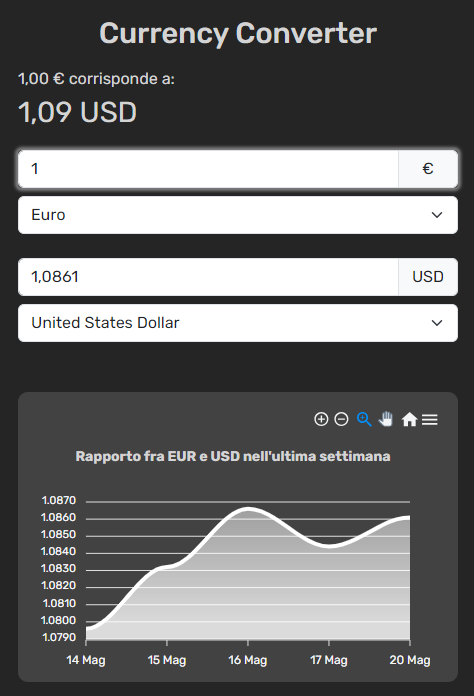 Currency Converter
1,00 € corrisponde a:
1,09 USD
1 €
Euro
1,0861 USD
United States Dollar
Rapporto fra EUR e USD nell'ultima settimana
1.0870
1.0860
1.0850
1.0840
1.0830
1.0820
1.0810
1.0800
1.0790
14 Mag 15 Mag 16 Mag 17 Mag 20 Mag